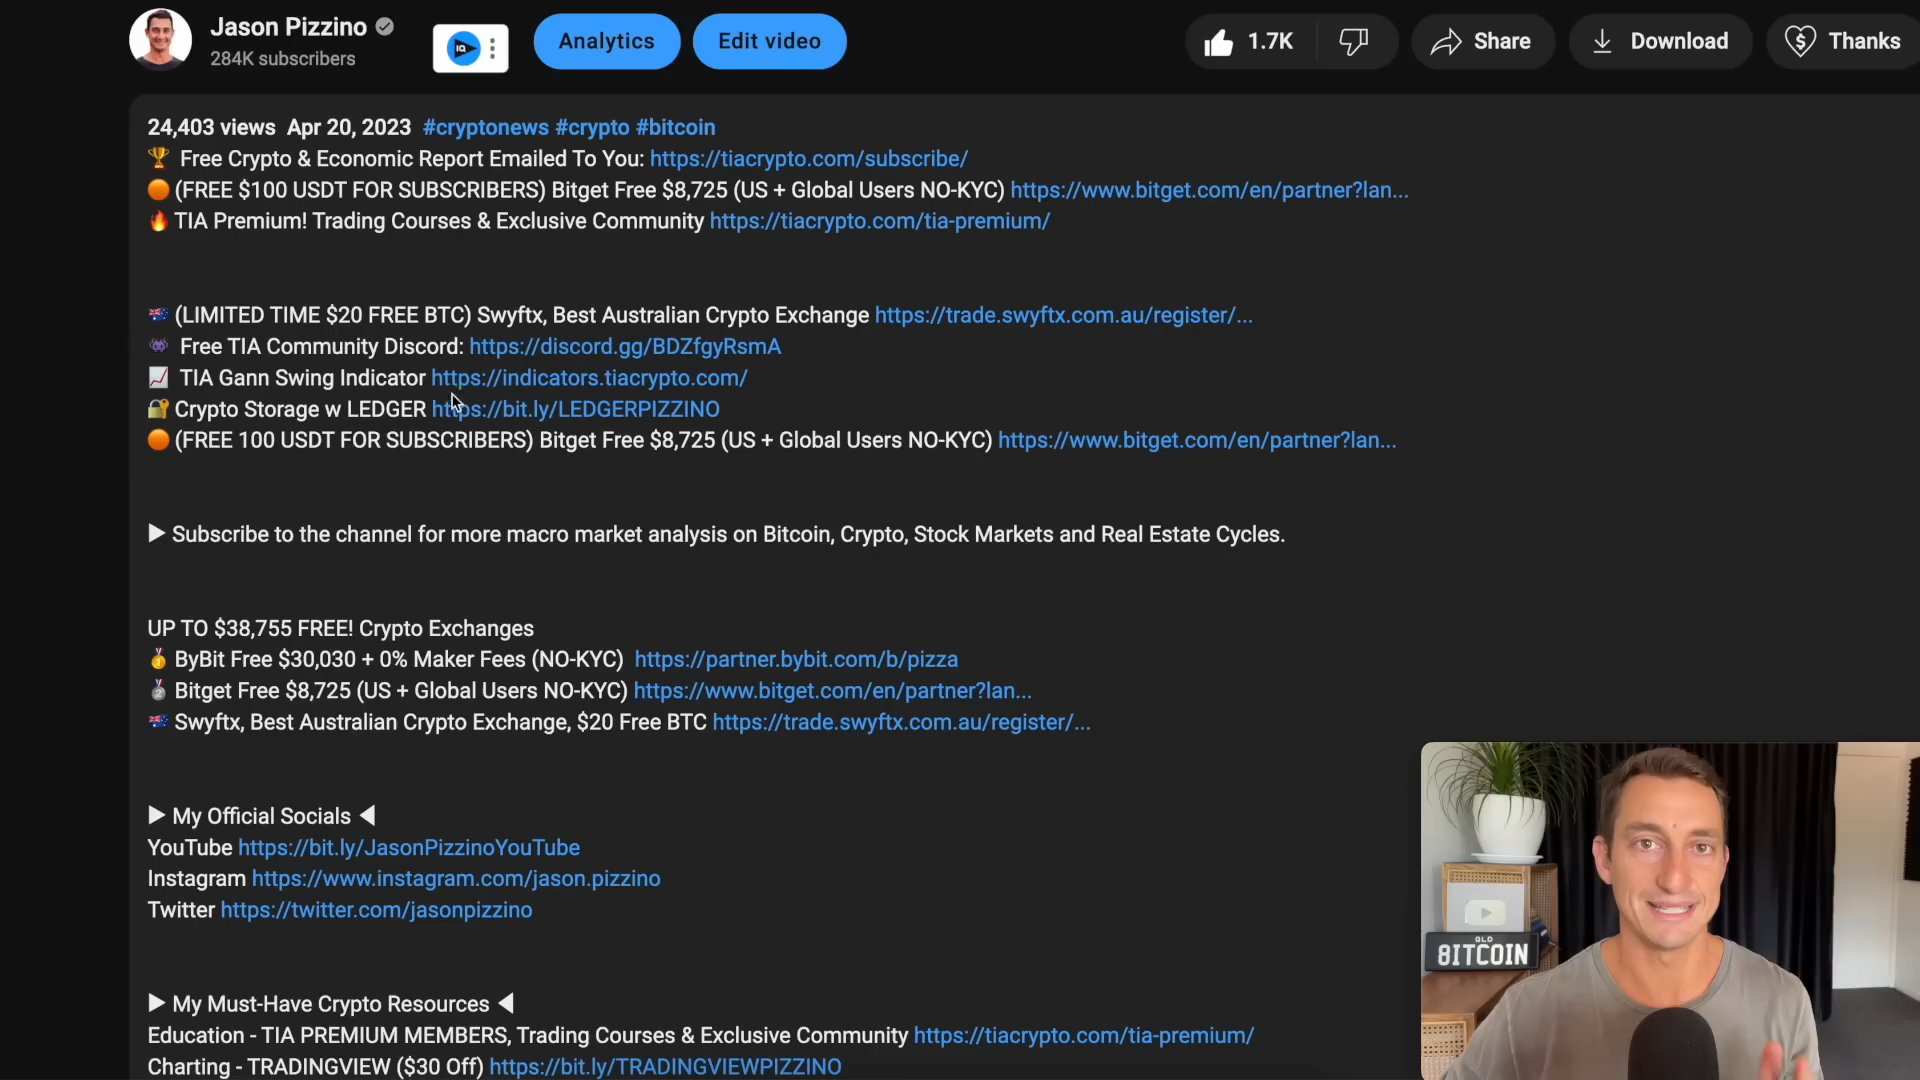 Jason Pizzino
284K subscribers
IQ
Analytics
Edit video
1.7K
Share
Download
Thanks
24,403 views Apr 20, 2023 #cryptonews #crypto #bitcoin
🏆 Free Crypto & Economic Report Emailed To You: https://tiacrypto.com/subscribe/
🟠 (FREE $100 USDT FOR SUBSCRIBERS) Bitget Free $8,725 (US + Global Users NO-KYC) https://www.bitget.com/en/partner?lan...
🔥 TIA Premium! Trading Courses & Exclusive Community https://tiacrypto.com/tia-premium/
🇦🇺 (LIMITED TIME $20 FREE BTC) Swyftx, Best Australian Crypto Exchange https://trade.swyftx.com.au/register/...
👾 Free TIA Community Discord: https://discord.gg/BDZfgyRsmA
📈 TIA Gann Swing Indicator https://indicators.tiacrypto.com/
🔐 Crypto Storage w LEDGER https://bit.ly/LEDGERPIZZINO
🟠 (FREE 100 USDT FOR SUBSCRIBERS) Bitget Free $8,725 (US + Global Users NO-KYC) https://www.bitget.com/en/partner?lan...
▶ Subscribe to the channel for more macro market analysis on Bitcoin, Crypto, Stock Markets and Real Estate Cycles.
UP TO $38,755 FREE! Crypto Exchanges
🥇 ByBit Free $30,030 + 0% Maker Fees (NO-KYC) https://partner.bybit.com/b/pizza
🥈 Bitget Free $8,725 (US + Global Users NO-KYC) https://www.bitget.com/en/partner?lan...
🇦🇺 Swyftx, Best Australian Crypto Exchange, $20 Free BTC https://trade.swyftx.com.au/register/...
▶ My Official Socials ◀
YouTube https://bit.ly/JasonPizzinoYouTube
Instagram https://www.instagram.com/jason.pizzino
Twitter https://twitter.com/jasonpizzino
▶ My Must-Have Crypto Resources ◀
Education - TIA PREMIUM MEMBERS, Trading Courses & Exclusive Community https://tiacrypto.com/tia-premium/
Charting - TRADINGVIEW ($30 Off) https://bit.ly/TRADINGVIEWPIZZINO
QLD
8ITCOIN